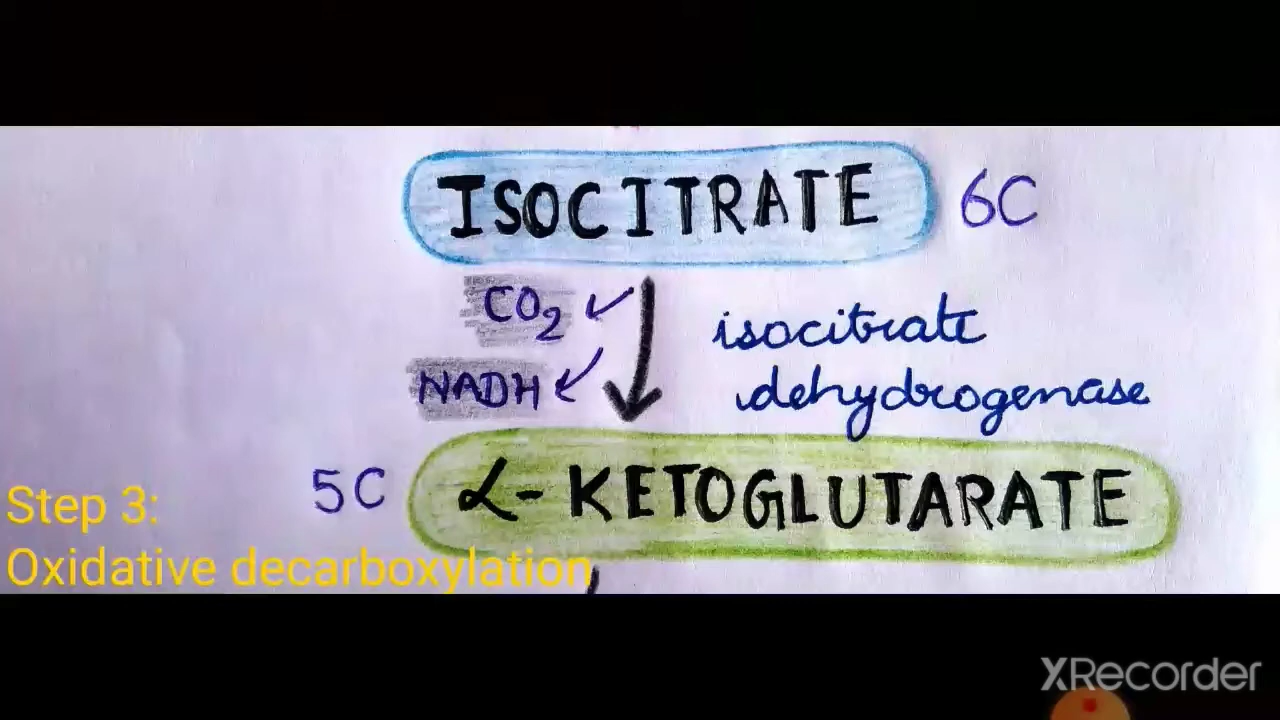 ISOCITRATE 6C
CO2
isocitrate
NADH
dehydrogenase
5C α-KETOGLUTARATE
Step 3:
Oxidative decarboxylation
XRecorder